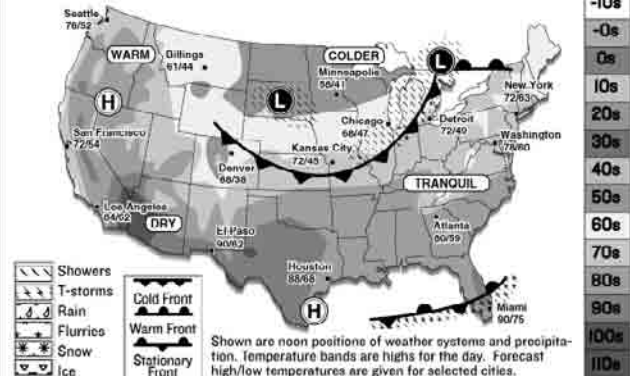 Seattle
76/52
WARM
Billings
61/44
COLDER
Minneapolis
58/41
L
L
H
New York
72/63
Detroit
72/49
Chicago
68/47
Washington
78/60
San Francisco
72/54
Kansas City
72/45
Denver
68/38
TRANQUIL
Los Angeles
84/62
DRY
El Paso
90/62
Atlanta
80/59
Houston
88/68
H
Miami
90/75
Showers
T-storms
Rain
Flurries
Snow
Ice
Cold Front
Warm Front
Stationary
Front
Shown are noon positions of weather systems and precipita-
tion. Temperature bands are highs for the day. Forecast
high/low temperatures are given for selected cities.
-10s
-0s
0s
10s
20s
30s
40s
50s
60s
70s
80s
90s
100s
110s